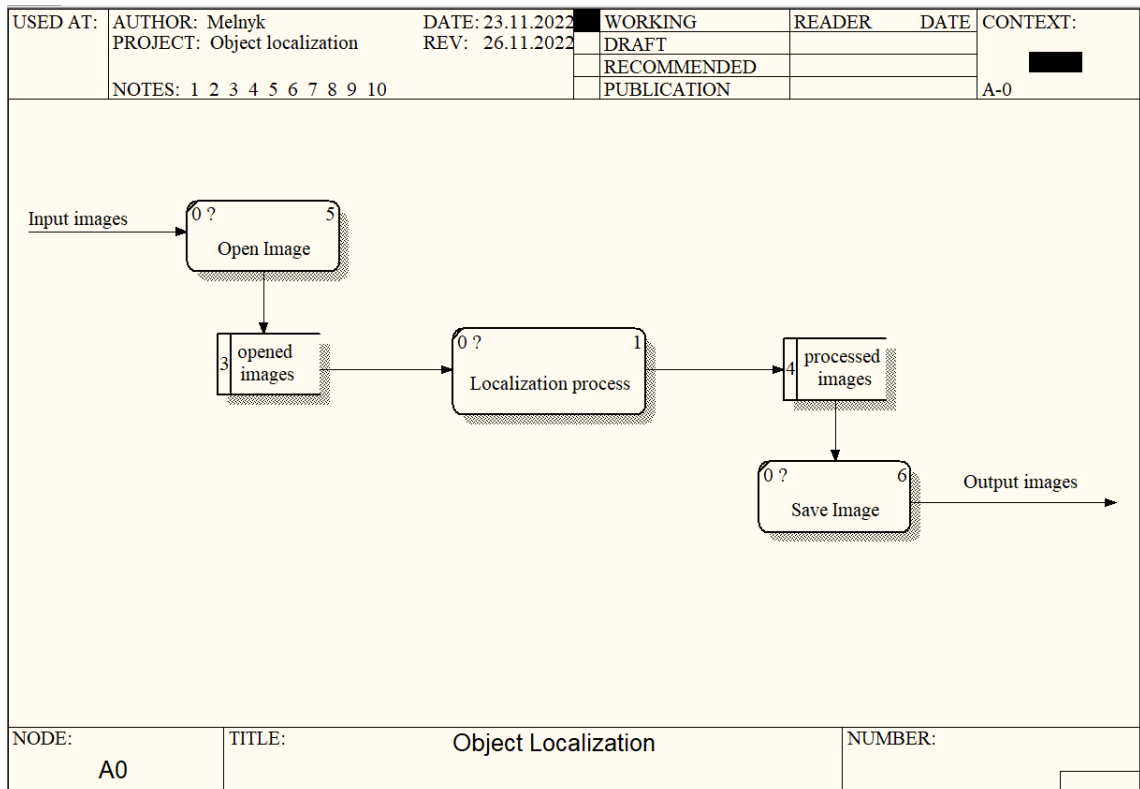 USED AT:
AUTHOR: Melnyk
DATE: 23.11.2022
PROJECT: Object localization
REV: 26.11.2022
NOTES: 1 2 3 4 5 6 7 8 9 10
WORKING
DRAFT
RECOMMENDED
PUBLICATION
READER DATE
CONTEXT:
A-0
Input images
0 ? 5
Open Image
3
opened
images
0 ? 1
Localization process
4
processed
images
0 ? 6
Save Image
Output images
NODE:
A0
TITLE:
Object Localization
NUMBER: